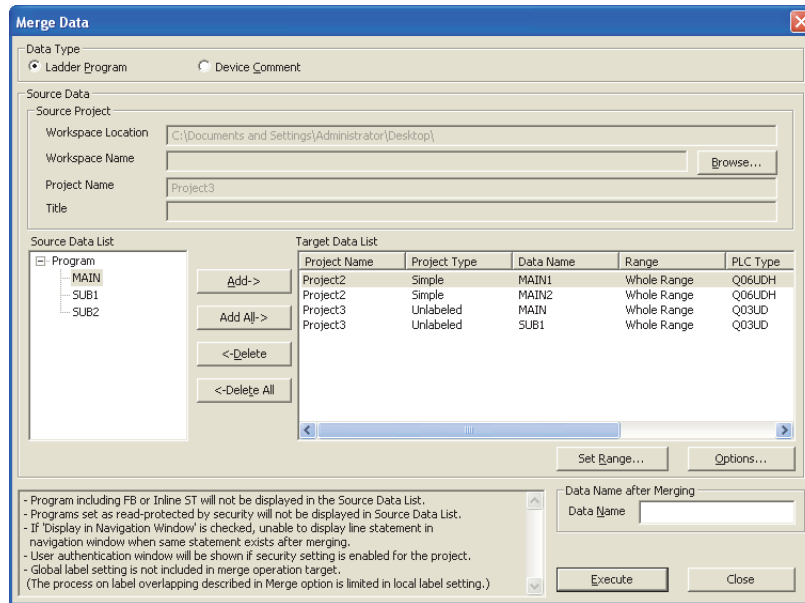 Merge Data
Data Type
Ladder Program
Device Comment
Source Data
Source Project
Workspace Location
C:\Documents and Settings\Administrator\Desktop\
Workspace Name
Browse...
Project Name
Project3
Title
Source Data List
Target Data List
Program
MAIN
SUB1
SUB2
Add->
Add All->
<-Delete
<-Delete All
Project Name Project Type Data Name Range PLC Type
Project2 Simple MAIN1 Whole Range Q06UDH
Project2 Simple MAIN2 Whole Range Q06UDH
Project3 Unlabeled MAIN Whole Range Q03UD
Project3 Unlabeled SUB1 Whole Range Q03UD
Set Range...
Options...
- Program including FB or Inline ST will not be displayed in the Source Data List.
- Programs set as read-protected by security will not be displayed in Source Data List.
- If 'Display in Navigation Window' is checked, unable to display line statement in
navigation window when same statement exists after merging.
- User authentication window will be shown if security setting is enabled for the project.
- Global label setting is not included in merge operation target.
(The process on label overlapping described in Merge option is limited in local label setting.)
Data Name after Merging
Data Name
Execute
Close